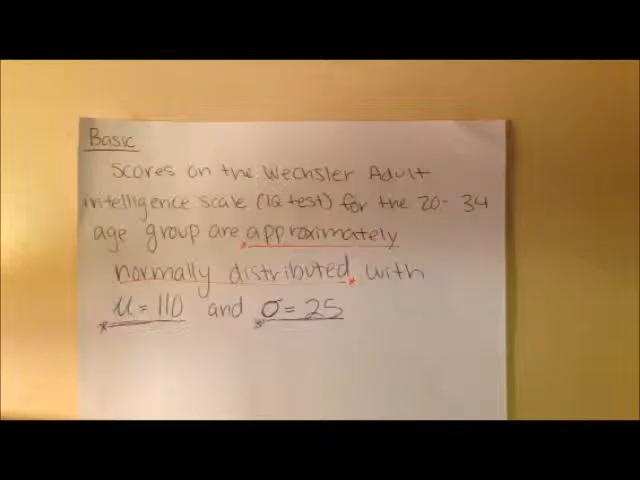 Basic
Scores on the Wechsler Adult
intelligence scale (IQ test) for the 20- 34
age group are *approximately
normally distributed* with
*μ = 110 and *σ = 25